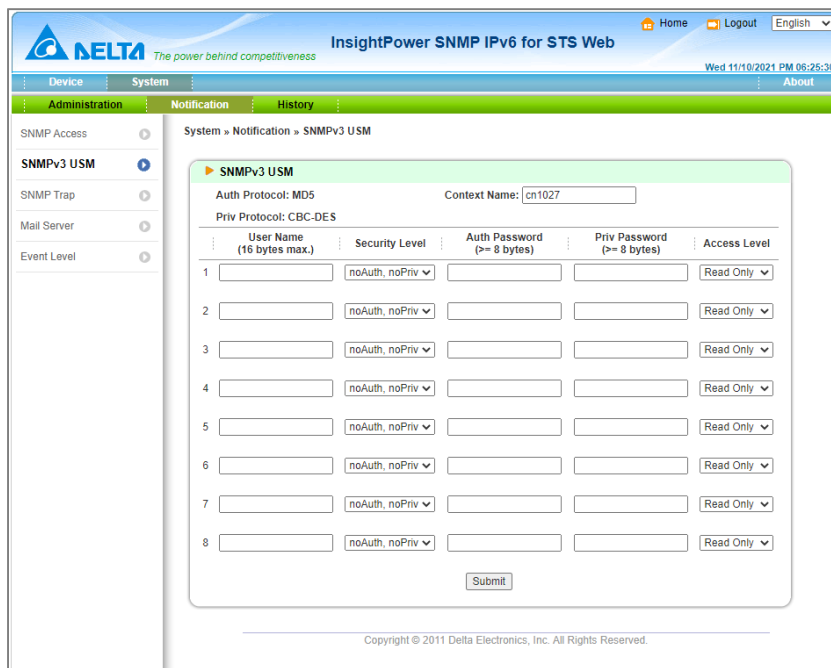 Home Logout English
DELTA The power behind competitiveness InsightPower SNMP IPv6 for STS Web
Wed 11/10/2021 PM 06:25:30
Device System About
Administration Notification History
SNMP Access
SNMPv3 USM
SNMP Trap
Mail Server
Event Level
System » Notification » SNMPv3 USM
SNMPv3 USM
Auth Protocol: MD5 Context Name: cn1027
Priv Protocol: CBC-DES
User Name Security Level Auth Password Priv Password Access Level
(16 bytes max.) (>= 8 bytes) (>= 8 bytes)
1 noAuth, noPriv Read Only
2 noAuth, noPriv Read Only
3 noAuth, noPriv Read Only
4 noAuth, noPriv Read Only
5 noAuth, noPriv Read Only
6 noAuth, noPriv Read Only
7 noAuth, noPriv Read Only
8 noAuth, noPriv Read Only
Submit
Copyright © 2011 Delta Electronics, Inc. All Rights Reserved.